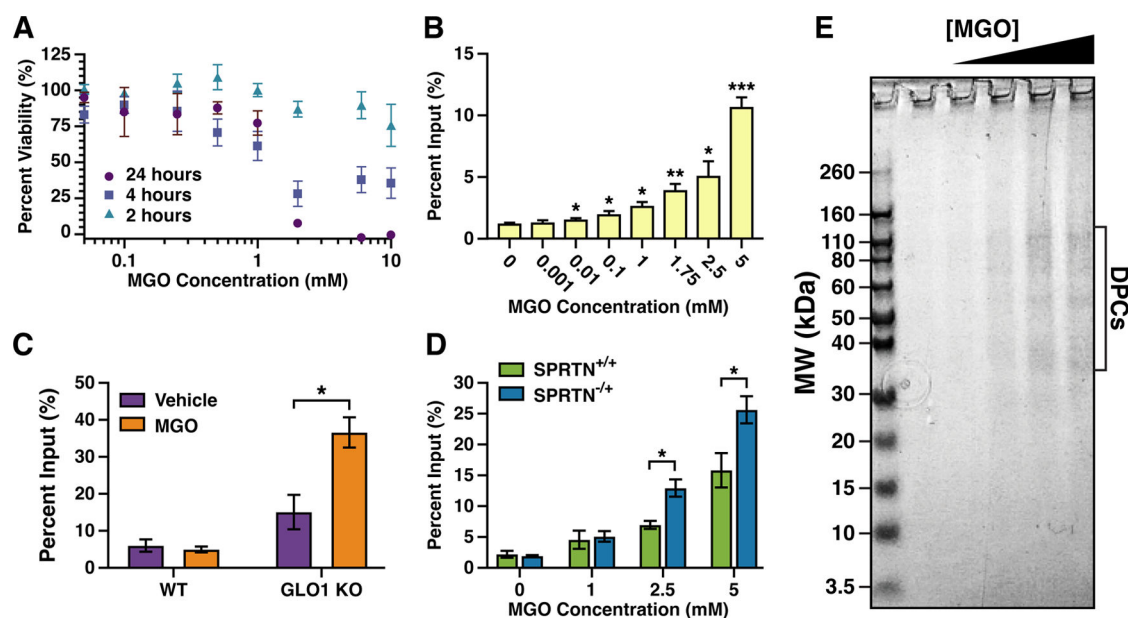 A
Percent Viability (%)
125
100
75
50
25
0
24 hours
4 hours
2 hours
0.1
1
10
MGO Concentration (mM)
B
Percent Input (%)
15
10
5
0
*
*
*
**
*
***
0
0.001
0.01
0.1
1
1.75
2.5
5
MGO Concentration (mM)
C
Percent Input (%)
50
40
30
20
10
0
Vehicle
MGO
*
WT
GLO1 KO
D
Percent Input (%)
30
25
20
15
10
5
0
SPRTN+/+
SPRTN-/+
*
*
0
1
2.5
5
MGO Concentration (mM)
E
[MGO]
MW (kDa)
260
160
110
80
60
50
40
30
20
15
10
3.5
DPCs